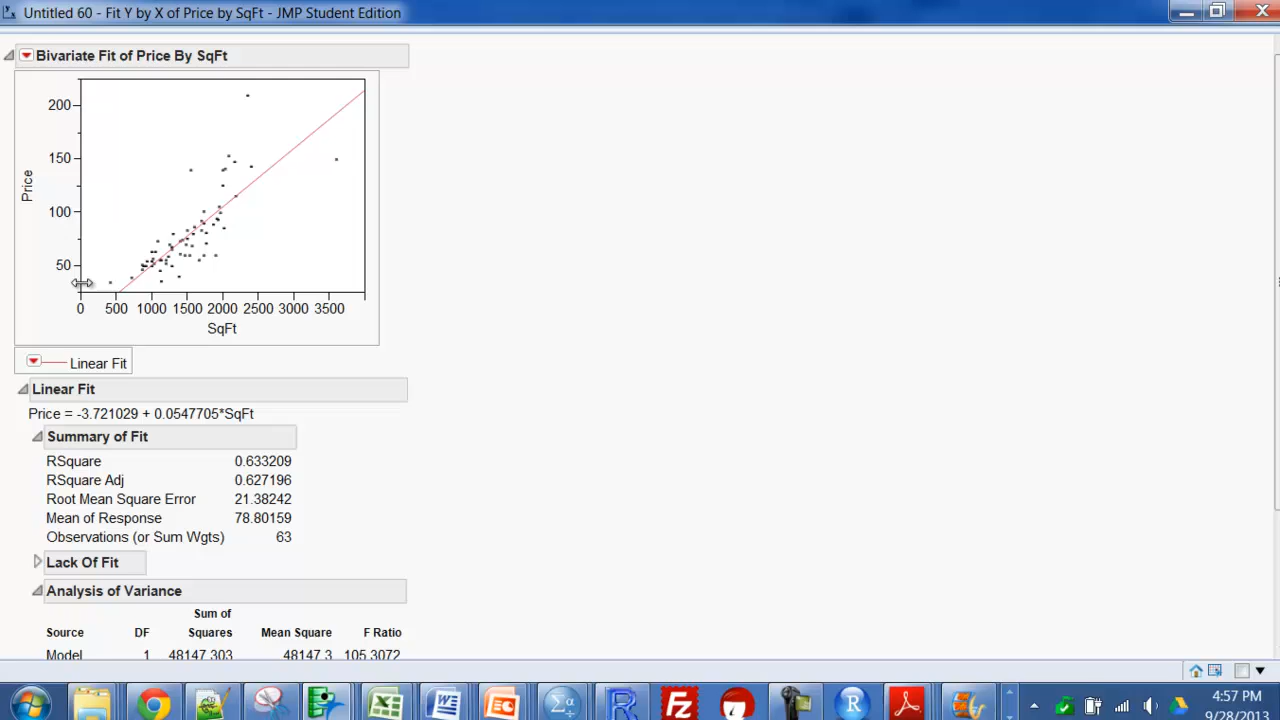 Untitled 60 - Fit Y by X of Price by SqFt - JMP Student Edition
Bivariate Fit of Price By SqFt
200
150
100
50
Price
0 500 1000 1500 2000 2500 3000 3500
SqFt
Linear Fit
Linear Fit
Price = -3.721029 + 0.0547705*SqFt
Summary of Fit
RSquare 0.633209
RSquare Adj 0.627196
Root Mean Square Error 21.38242
Mean of Response 78.80159
Observations (or Sum Wgts) 63
Lack Of Fit
Analysis of Variance
Sum of
Source DF Squares Mean Square F Ratio
Model 1 48147.303 48147.3 105.3072
4:57 PM
9/28/2013